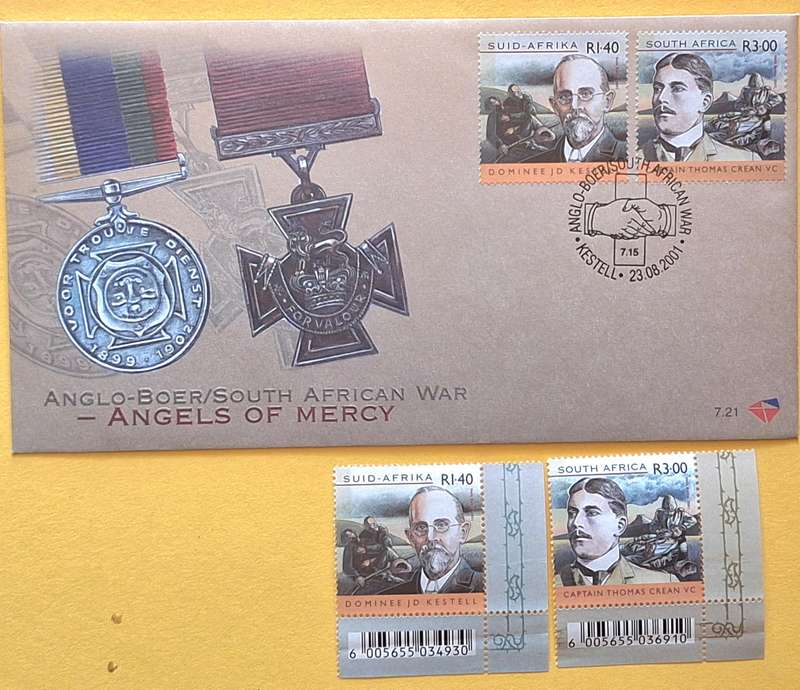 SUID-AFRIKA R1·40
DOMINEE JD KESTELL
SOUTH AFRICA R3·00
CAPTAIN THOMAS CREAN VC
ANGLO-BOER/SOUTH AFRICAN WAR
7.15
• KESTELL • 23.08.2001 •
VOOR TROUWE DIENST
1899 · 1902
FOR VALOUR
ANGLO-BOER/SOUTH AFRICAN WAR
– ANGELS OF MERCY
7.21
SUID-AFRIKA R1·40
DOMINEE JD KESTELL
6 005655 034930
SOUTH AFRICA R3·00
CAPTAIN THOMAS CREAN VC
6 005655 036910